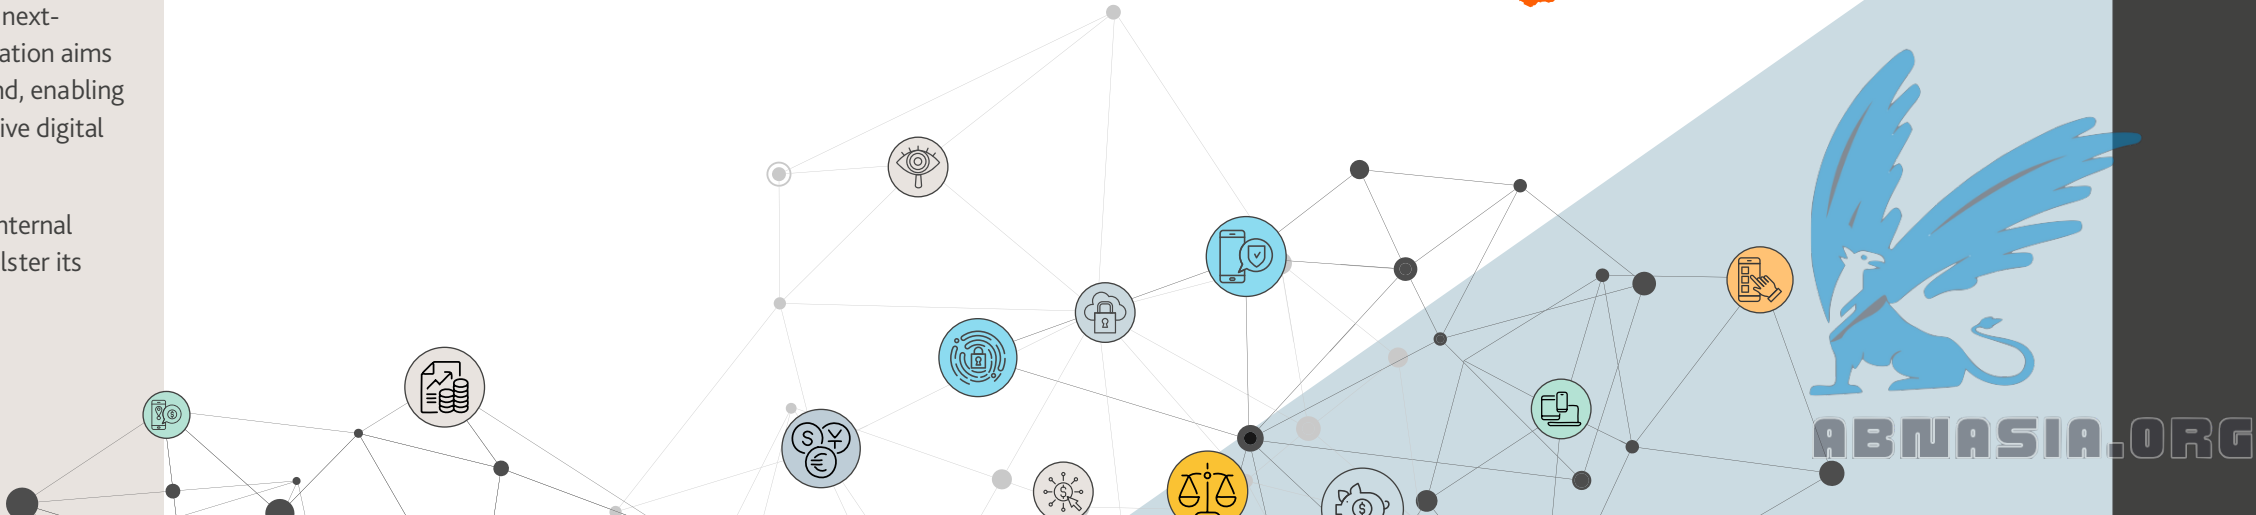 next-
ation aims
nd, enabling
ive digital
nternal
lster its
ABNASIA.ORG